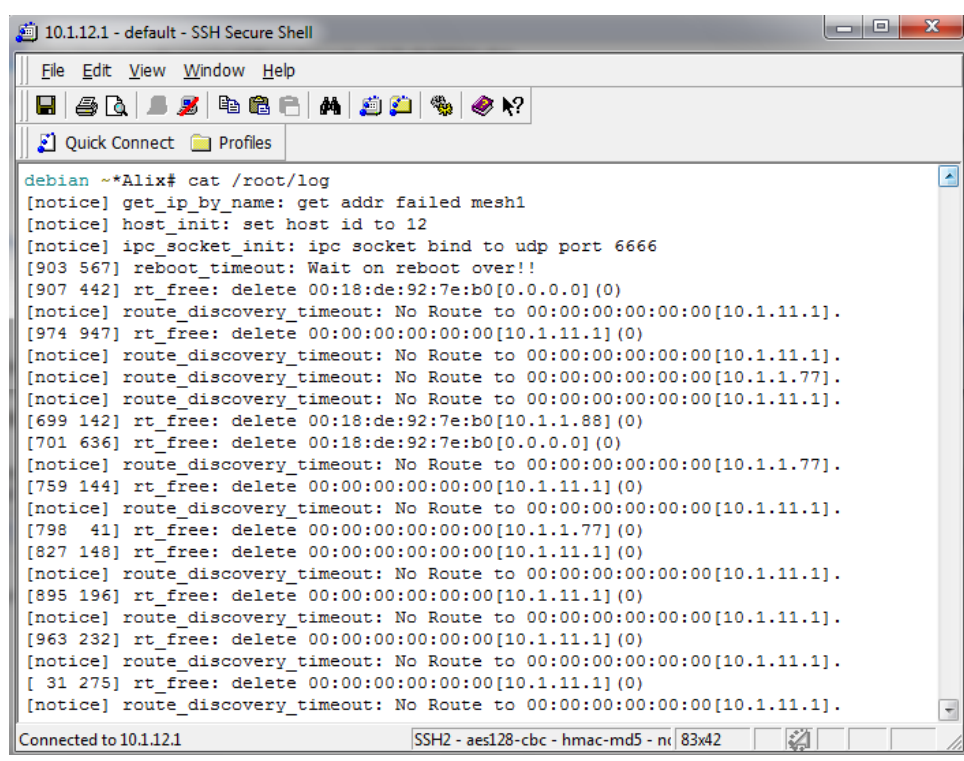 10.1.12.1 - default - SSH Secure Shell
File Edit View Window Help
Quick Connect Profiles
debian ~*Alix# cat /root/log
[notice] get_ip_by_name: get addr failed mesh1
[notice] host_init: set host id to 12
[notice] ipc_socket_init: ipc socket bind to udp port 6666
[903 567] reboot_timeout: Wait on reboot over!!
[907 442] rt_free: delete 00:18:de:92:7e:b0[0.0.0.0](0)
[notice] route_discovery_timeout: No Route to 00:00:00:00:00:00[10.1.11.1].
[974 947] rt_free: delete 00:00:00:00:00:00[10.1.11.1](0)
[notice] route_discovery_timeout: No Route to 00:00:00:00:00:00[10.1.11.1].
[notice] route_discovery_timeout: No Route to 00:00:00:00:00:00[10.1.1.77].
[notice] route_discovery_timeout: No Route to 00:00:00:00:00:00[10.1.11.1].
[699 142] rt_free: delete 00:18:de:92:7e:b0[10.1.1.88](0)
[701 636] rt_free: delete 00:18:de:92:7e:b0[0.0.0.0](0)
[notice] route_discovery_timeout: No Route to 00:00:00:00:00:00[10.1.1.77].
[759 144] rt_free: delete 00:00:00:00:00:00[10.1.11.1](0)
[notice] route_discovery_timeout: No Route to 00:00:00:00:00:00[10.1.11.1].
[798  41] rt_free: delete 00:00:00:00:00:00[10.1.1.77](0)
[827 148] rt_free: delete 00:00:00:00:00:00[10.1.11.1](0)
[notice] route_discovery_timeout: No Route to 00:00:00:00:00:00[10.1.11.1].
[895 196] rt_free: delete 00:00:00:00:00:00[10.1.11.1](0)
[notice] route_discovery_timeout: No Route to 00:00:00:00:00:00[10.1.11.1].
[963 232] rt_free: delete 00:00:00:00:00:00[10.1.11.1](0)
[notice] route_discovery_timeout: No Route to 00:00:00:00:00:00[10.1.11.1].
[ 31 275] rt_free: delete 00:00:00:00:00:00[10.1.11.1](0)
[notice] route_discovery_timeout: No Route to 00:00:00:00:00:00[10.1.11.1].
Connected to 10.1.12.1 SSH2 - aes128-cbc - hmac-md5 - 83x42